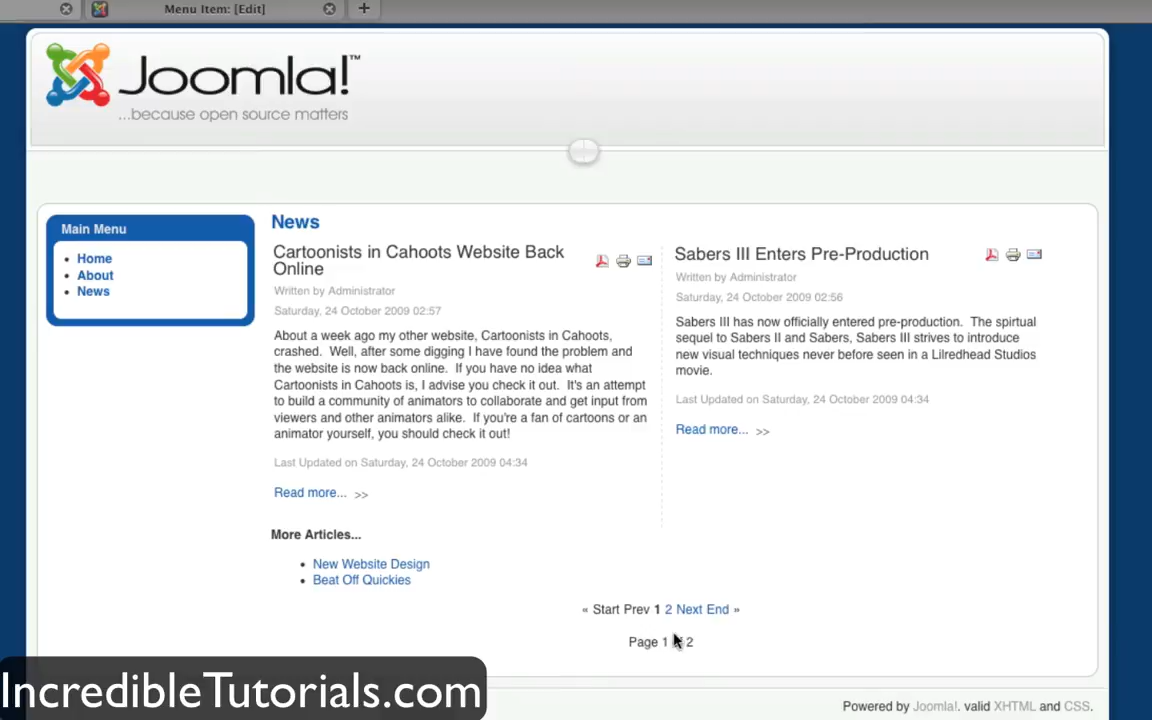 Menu Item: [Edit]
Joomla!™
...because open source matters
Main Menu
Home
About
News
News
Cartoonists in Cahoots Website Back
Online
Written by Administrator
Saturday, 24 October 2009 02:57
About a week ago my other website, Cartoonists in Cahoots,
crashed. Well, after some digging I have found the problem and
the website is now back online. If you have no idea what
Cartoonists in Cahoots is, I advise you check it out. It's an attempt
to build a community of animators to collaborate and get input from
viewers and other animators alike. If you're a fan of cartoons or an
animator yourself, you should check it out!
Last Updated on Saturday, 24 October 2009 04:34
Read more... >>
Sabers III Enters Pre-Production
Written by Administrator
Saturday, 24 October 2009 02:56
Sabers III has now officially entered pre-production. The spirtual
sequel to Sabers II and Sabers, Sabers III strives to introduce
new visual techniques never before seen in a Lilredhead Studios
movie.
Last Updated on Saturday, 24 October 2009 04:34
Read more... >>
More Articles...
New Website Design
Beat Off Quickies
« Start Prev 1 2 Next End »
Page 1 2
IncredibleTutorials.com
Powered by Joomla!. valid XHTML and CSS.